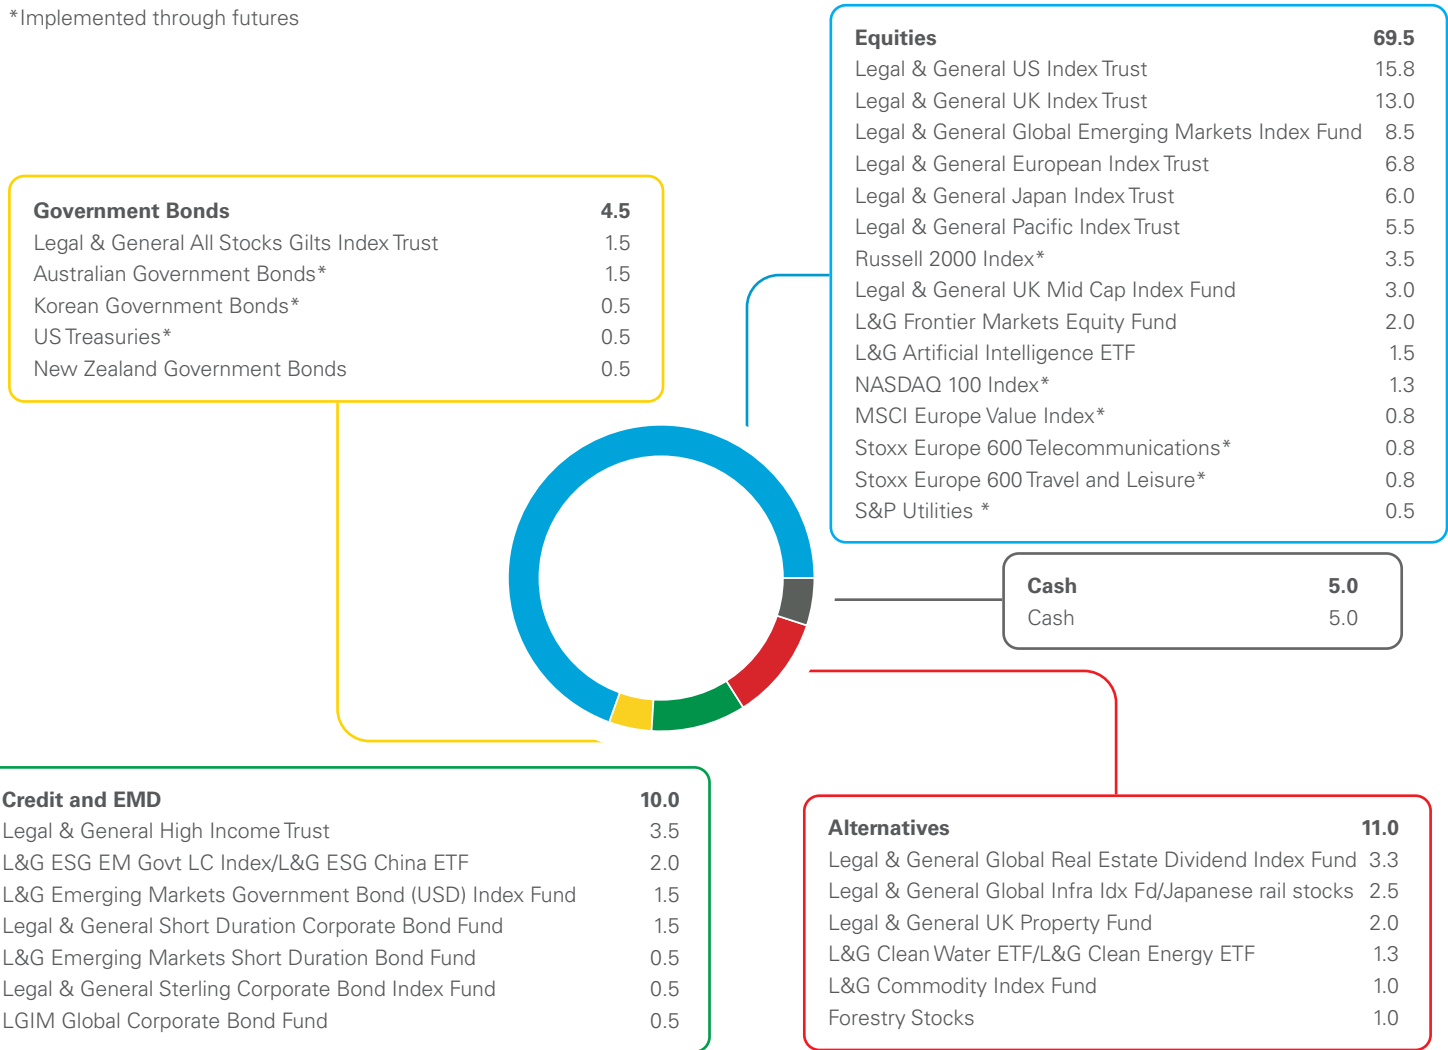 *Implemented through futures
Equities 69.5
Legal & General US Index Trust 15.8
Legal & General UK Index Trust 13.0
Legal & General Global Emerging Markets Index Fund 8.5
Legal & General European Index Trust 6.8
Legal & General Japan Index Trust 6.0
Legal & General Pacific Index Trust 5.5
Russell 2000 Index* 3.5
Legal & General UK Mid Cap Index Fund 3.0
L&G Frontier Markets Equity Fund 2.0
L&G Artificial Intelligence ETF 1.5
NASDAQ 100 Index* 1.3
MSCI Europe Value Index* 0.8
Stoxx Europe 600 Telecommunications* 0.8
Stoxx Europe 600 Travel and Leisure* 0.8
S&P Utilities * 0.5
Government Bonds 4.5
Legal & General All Stocks Gilts Index Trust 1.5
Australian Government Bonds* 1.5
Korean Government Bonds* 0.5
US Treasuries* 0.5
New Zealand Government Bonds 0.5
Cash 5.0
Cash 5.0
Credit and EMD 10.0
Legal & General High Income Trust 3.5
L&G ESG EM Govt LC Index/L&G ESG China ETF 2.0
L&G Emerging Markets Government Bond (USD) Index Fund 1.5
Legal & General Short Duration Corporate Bond Fund 1.5
L&G Emerging Markets Short Duration Bond Fund 0.5
Legal & General Sterling Corporate Bond Index Fund 0.5
LGIM Global Corporate Bond Fund 0.5
Alternatives 11.0
Legal & General Global Real Estate Dividend Index Fund 3.3
Legal & General Global Infra Idx Fd/Japanese rail stocks 2.5
Legal & General UK Property Fund 2.0
L&G Clean Water ETF/L&G Clean Energy ETF 1.3
L&G Commodity Index Fund 1.0
Forestry Stocks 1.0